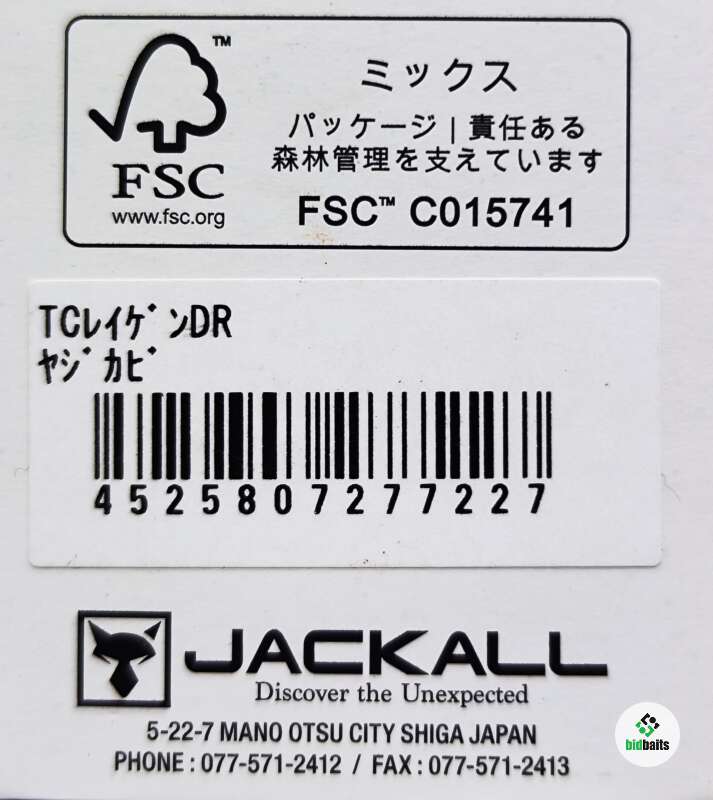 TM
ミックス
パッケージ | 責任ある
森林管理を支えています
FSC
www.fsc.org
FSC™ C015741
TCﾚｲｹﾞﾝDR
ﾔｼﾞｶﾋﾞ
4525807277227
JACKALL
Discover the Unexpected
5-22-7 MANO OTSU CITY SHIGA JAPAN
PHONE : 077-571-2412 / FAX : 077-571-2413
bidbaits